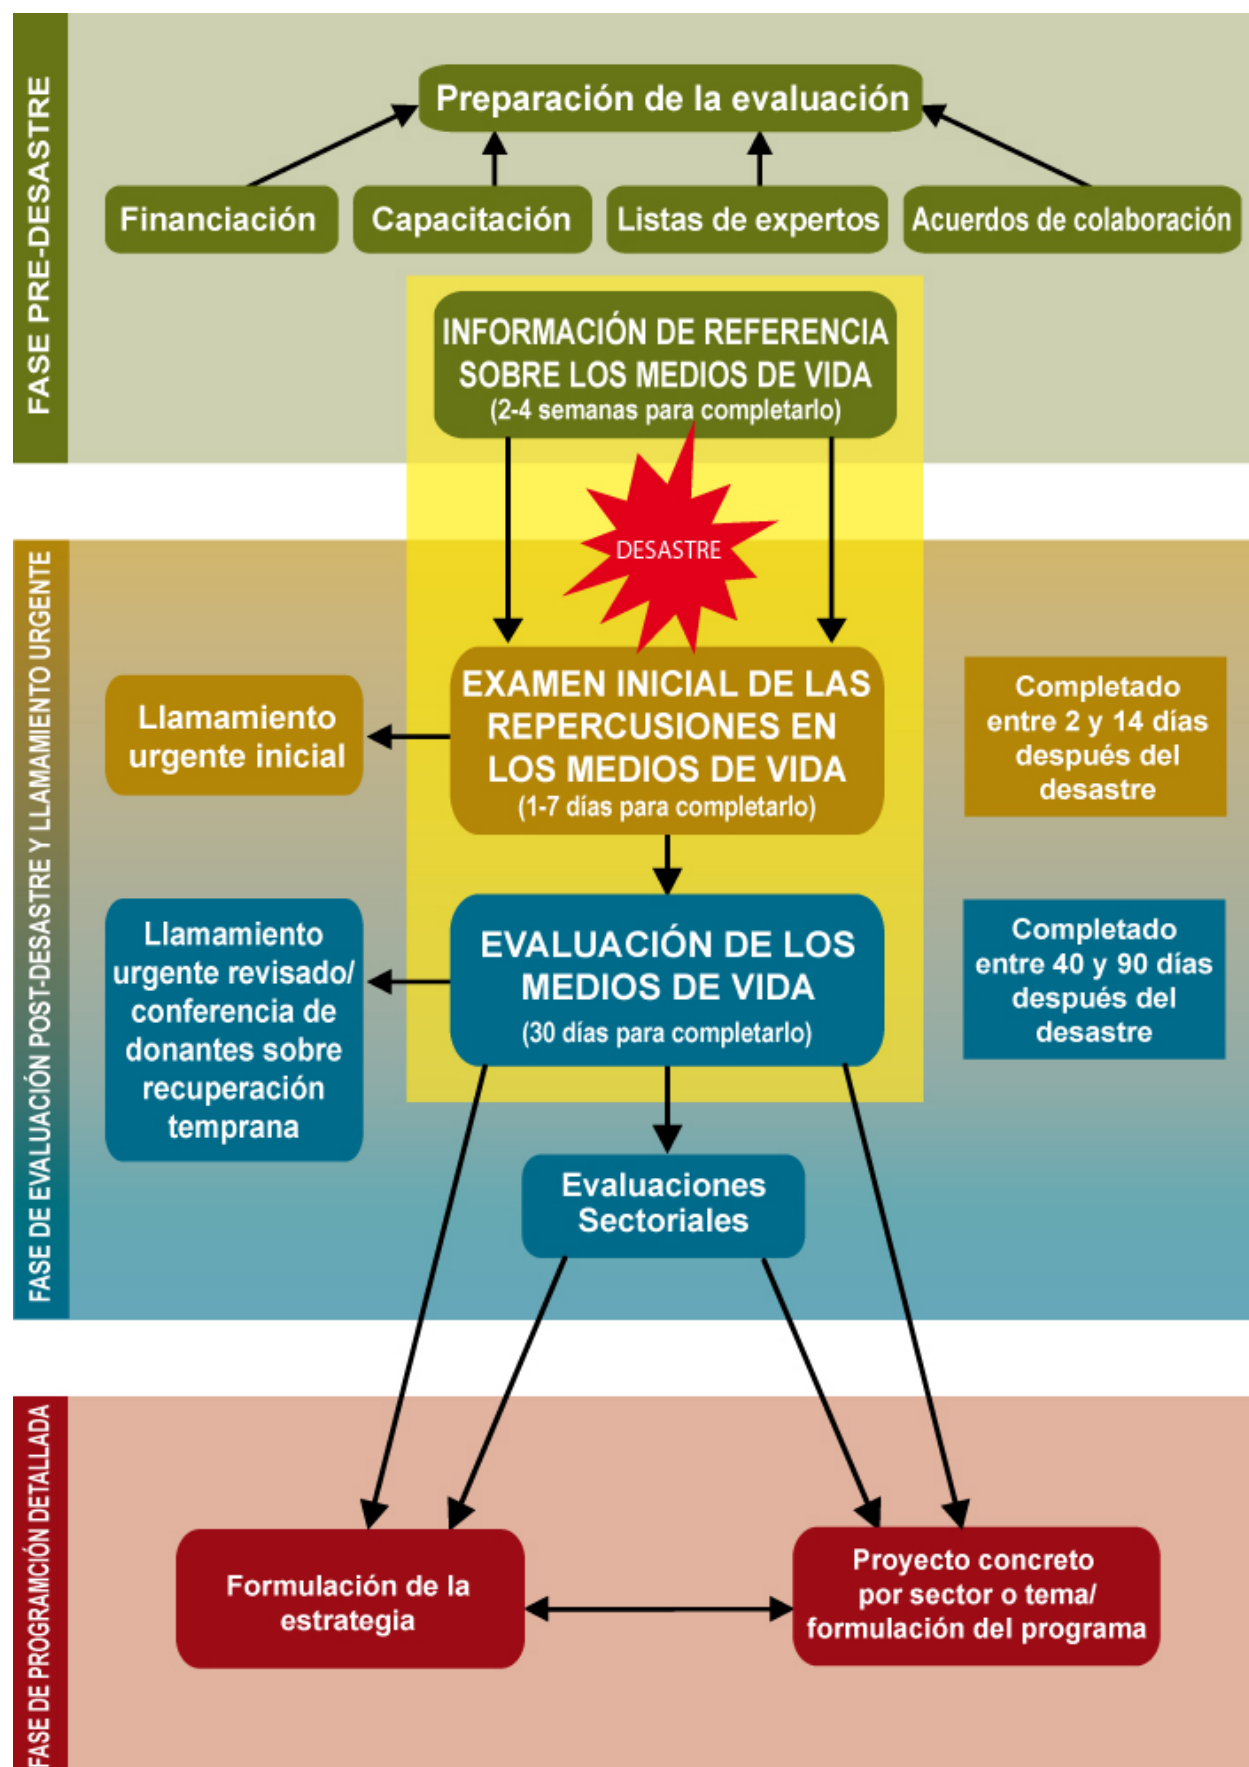 FASE PRE-DESASTRE
Preparación de la evaluación
Financiación
Capacitación
Listas de expertos
Acuerdos de colaboración
INFORMACIÓN DE REFERENCIA
SOBRE LOS MEDIOS DE VIDA
(2-4 semanas para completarlo)
DESASTRE
FASE DE EVALUACIÓN POST-DESASTRE Y LLAMAMIENTO URGENTE
Llamamiento
urgente inicial
EXAMEN INICIAL DE LAS
REPERCUSIONES EN
LOS MEDIOS DE VIDA
(1-7 días para completarlo)
Completado
entre 2 y 14 días
después del
desastre
Llamamiento
urgente revisado/
conferencia de
donantes sobre
recuperación
temprana
EVALUACIÓN DE LOS
MEDIOS DE VIDA
(30 días para completarlo)
Completado
entre 40 y 90 días
después del
desastre
Evaluaciones
Sectoriales
FASE DE PROGRAMCIÓN DETALLADA
Formulación de la
estrategia
Proyecto concreto
por sector o tema/
formulación del programa